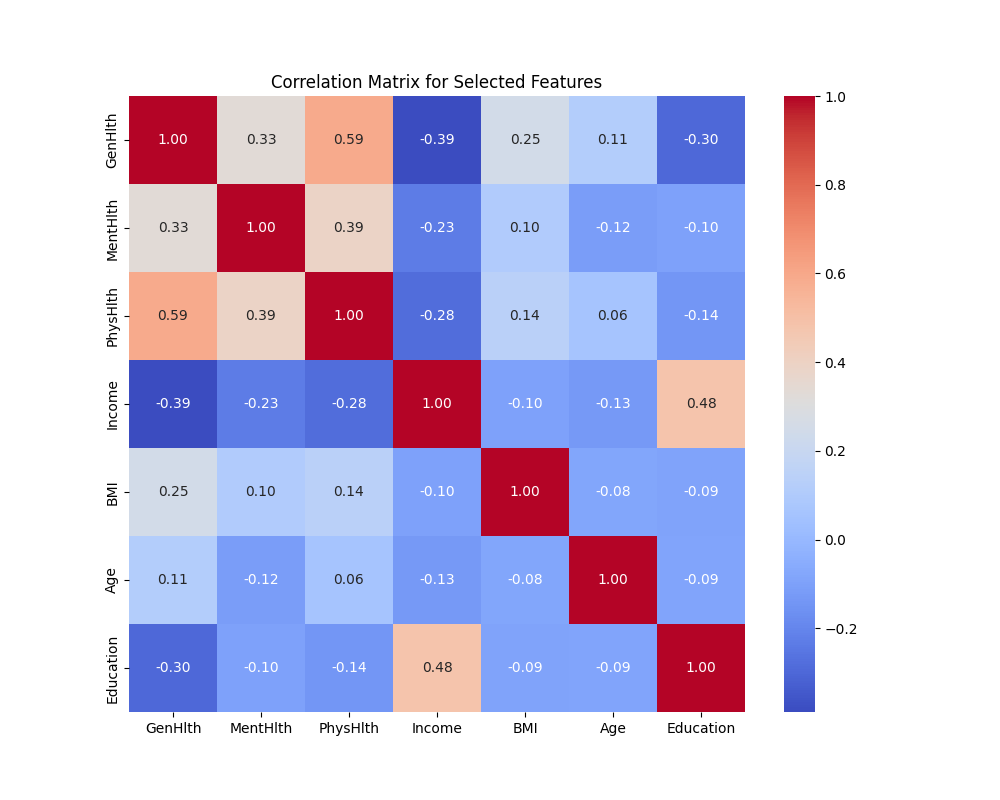 Correlation Matrix for Selected Features
GenHlth 1.00 0.33 0.59 -0.39 0.25 0.11 -0.30
MentHlth 0.33 1.00 0.39 -0.23 0.10 -0.12 -0.10
PhysHlth 0.59 0.39 1.00 -0.28 0.14 0.06 -0.14
Income -0.39 -0.23 -0.28 1.00 -0.10 -0.13 0.48
BMI 0.25 0.10 0.14 -0.10 1.00 -0.08 -0.09
Age 0.11 -0.12 0.06 -0.13 -0.08 1.00 -0.09
Education -0.30 -0.10 -0.14 0.48 -0.09 -0.09 1.00
GenHlth MentHlth PhysHlth Income BMI Age Education
1.0
0.8
0.6
0.4
0.2
0.0
−0.2